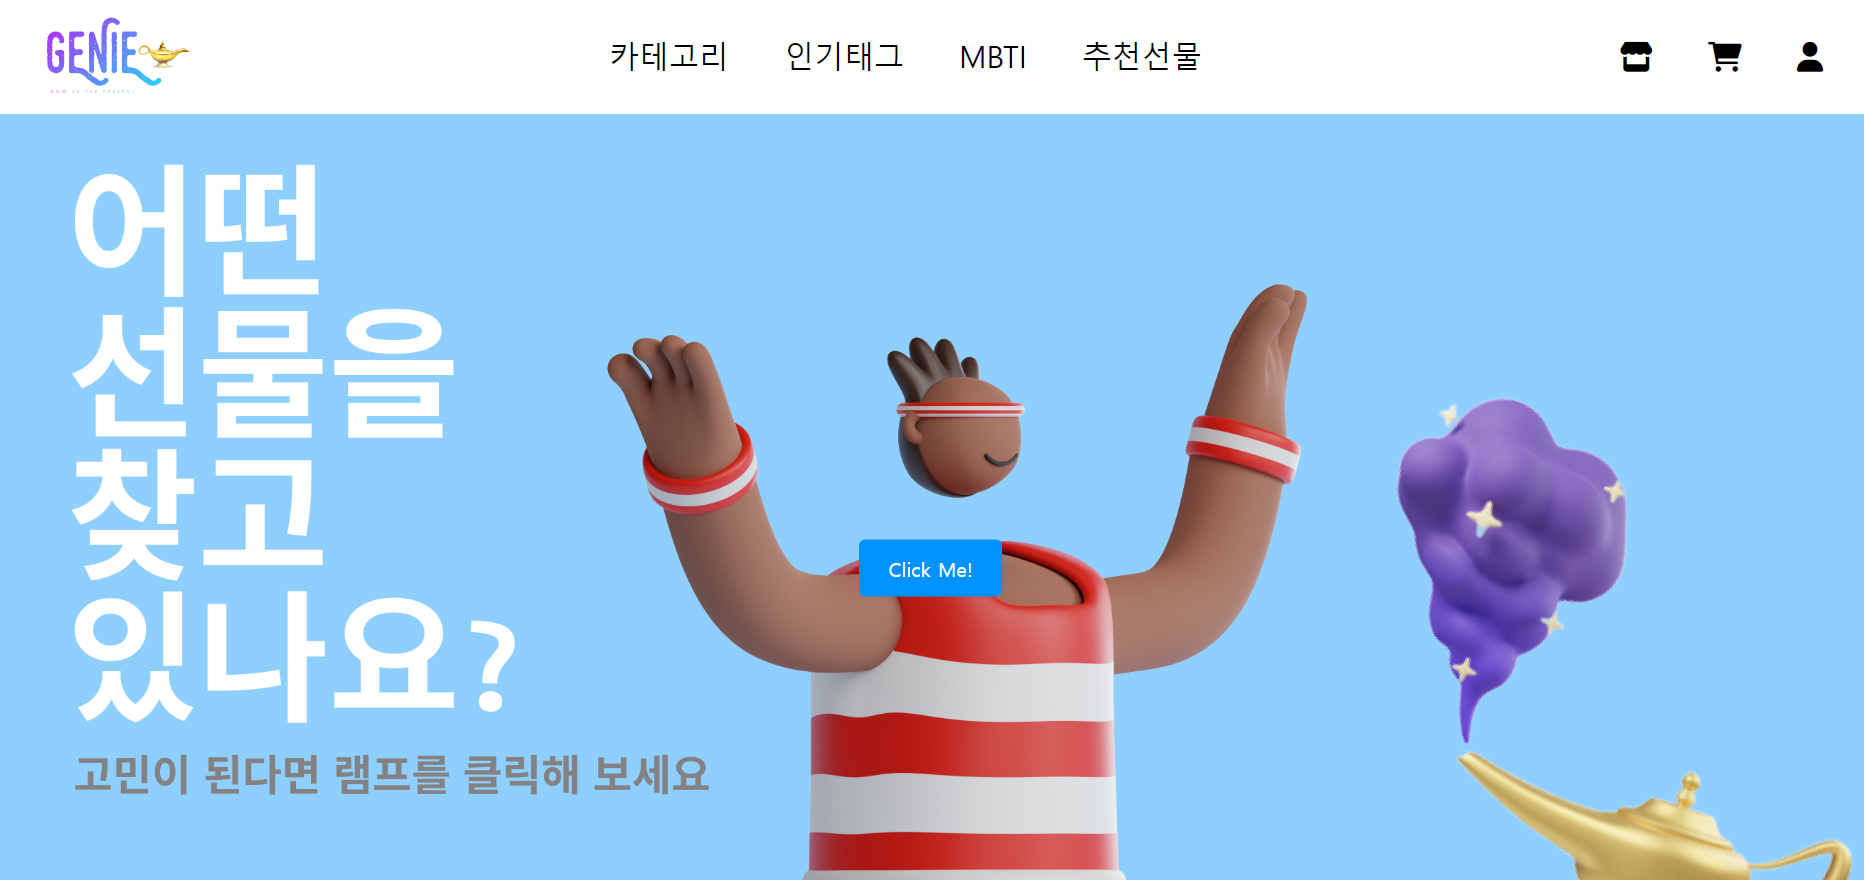 GENIE
카테고리 인기태그 MBTI 추천선물
어떤
선물을
찾고
있나요?
Click Me!
고민이 된다면 램프를 클릭해 보세요